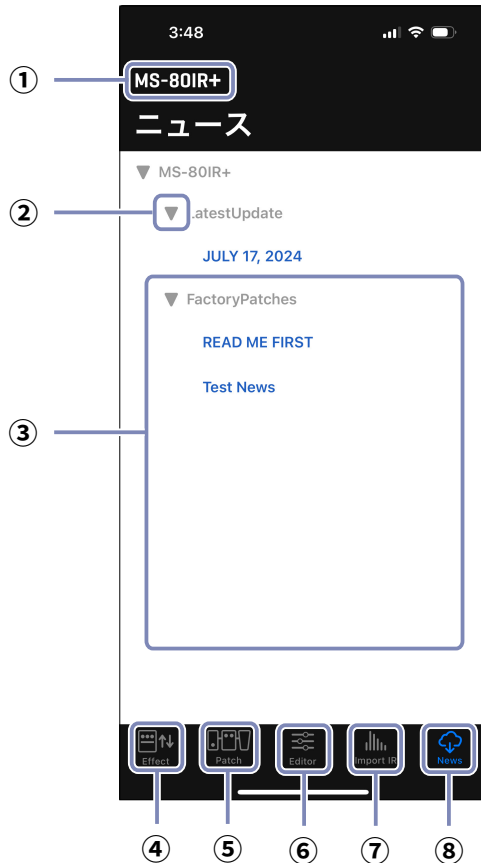 3:48
① MS-80IR+
ニュース
▼ MS-80IR+
② ▼ .atestUpdate
JULY 17, 2024
▼ FactoryPatches
READ ME FIRST
Test News
③
Effect Patch Editor Import IR News
④ ⑤ ⑥ ⑦ ⑧